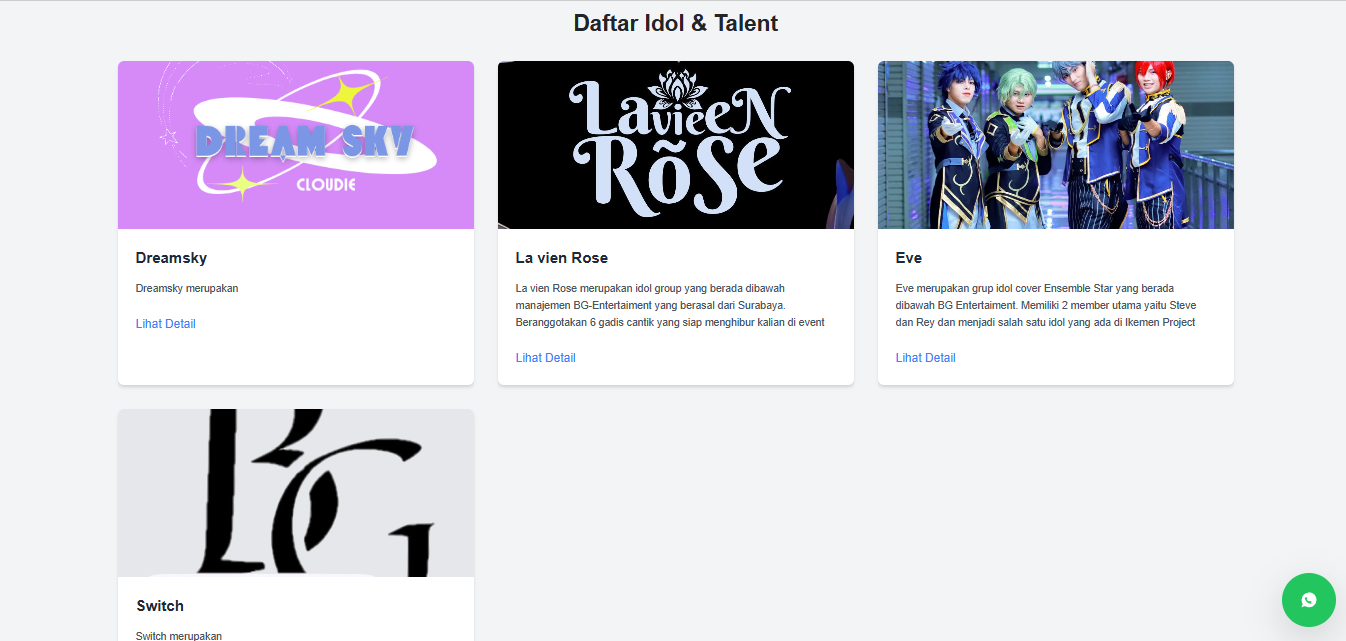 Daftar Idol & Talent
DREAM SKY
CLOUDIE
Dreamsky
Dreamsky merupakan
Lihat Detail
LavieeN
RõSe
La vien Rose
La vien Rose merupakan idol group yang berada dibawah
manajemen BG-Entertaiment yang berasal dari Surabaya.
Beranggotakan 6 gadis cantik yang siap menghibur kalian di event
Lihat Detail
Eve
Eve merupakan grup idol cover Ensemble Star yang berada
dibawah BG Entertaiment. Memiliki 2 member utama yaitu Steve
dan Rey dan menjadi salah satu idol yang ada di Ikemen Project
Lihat Detail
BG
Switch
Switch merupakan